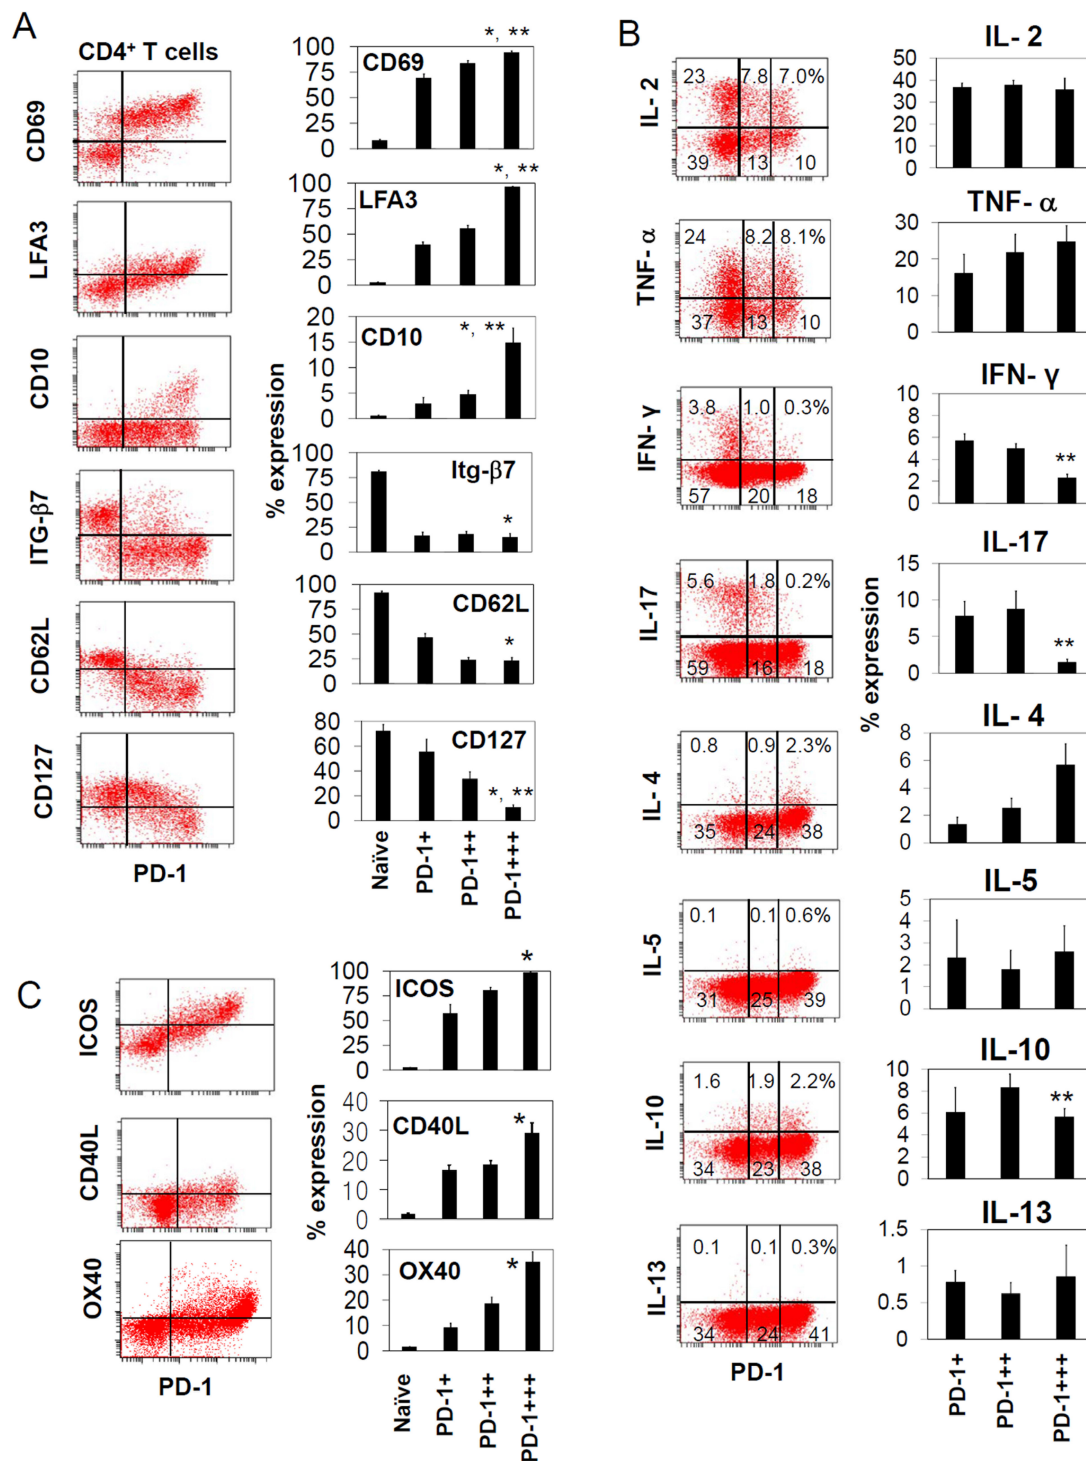 A
CD4+ T cells
CD69
LFA3
CD10
ITG-β7
CD62L
CD127
PD-1
% expression
CD69
*, **
100
75
50
25
0
LFA3
*, **
100
75
50
25
0
CD10
*, **
20
15
10
5
0
Itg-β7
*
100
75
50
25
0
CD62L
*
100
75
50
25
0
CD127
*, **
80
60
40
20
0
Naïve
PD-1+
PD-1++
PD-1+++
B
IL- 2
23 7.8 7.0%
39 13 10
IL- 2
50
40
30
20
10
0
TNF- α
24 8.2 8.1%
37 13 10
TNF- α
30
20
10
0
IFN- γ
3.8 1.0 0.3%
57 20 18
IFN- γ
10
8
6
4
2
0
**
IL-17
5.6 1.8 0.2%
59 16 18
IL-17
15
10
5
0
**
% expression
IL- 4
0.8 0.9 2.3%
35 24 38
IL- 4
8
6
4
2
0
IL-5
0.1 0.1 0.6%
31 25 39
IL-5
5
4
3
2
1
0
IL-10
1.6 1.9 2.2%
34 23 38
IL-10
10
8
6
4
2
0
**
IL-13
0.1 0.1 0.3%
34 24 41
IL-13
1.5
1
0.5
0
PD-1
PD-1+
PD-1++
PD-1+++
C
ICOS
CD40L
OX40
PD-1
% expression
ICOS
*
100
75
50
25
0
CD40L
*
40
30
20
10
0
OX40
*
40
30
20
10
0
Naïve
PD-1+
PD-1++
PD-1+++